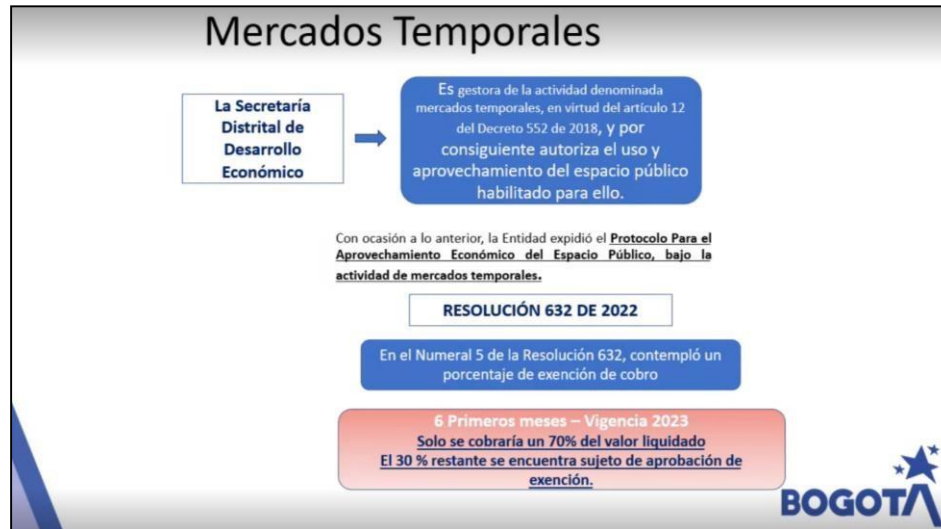 Mercados Temporales
La Secretaría
Distrital de
Desarrollo
Económico
Es gestora de la actividad denominada
mercados temporales, en virtud del artículo 12
del Decreto 552 de 2018, y por
consiguiente autoriza el uso y
aprovechamiento del espacio público
habilitado para ello.
Con ocasión a lo anterior, la Entidad expidió el Protocolo Para el
Aprovechamiento Económico del Espacio Público, bajo la
actividad de mercados temporales.
RESOLUCIÓN 632 DE 2022
En el Numeral 5 de la Resolución 632, contempló un
porcentaje de exención de cobro
6 Primeros meses – Vigencia 2023
Solo se cobraría un 70% del valor liquidado
El 30 % restante se encuentra sujeto de aprobación de
exención.
BOGOTÁ